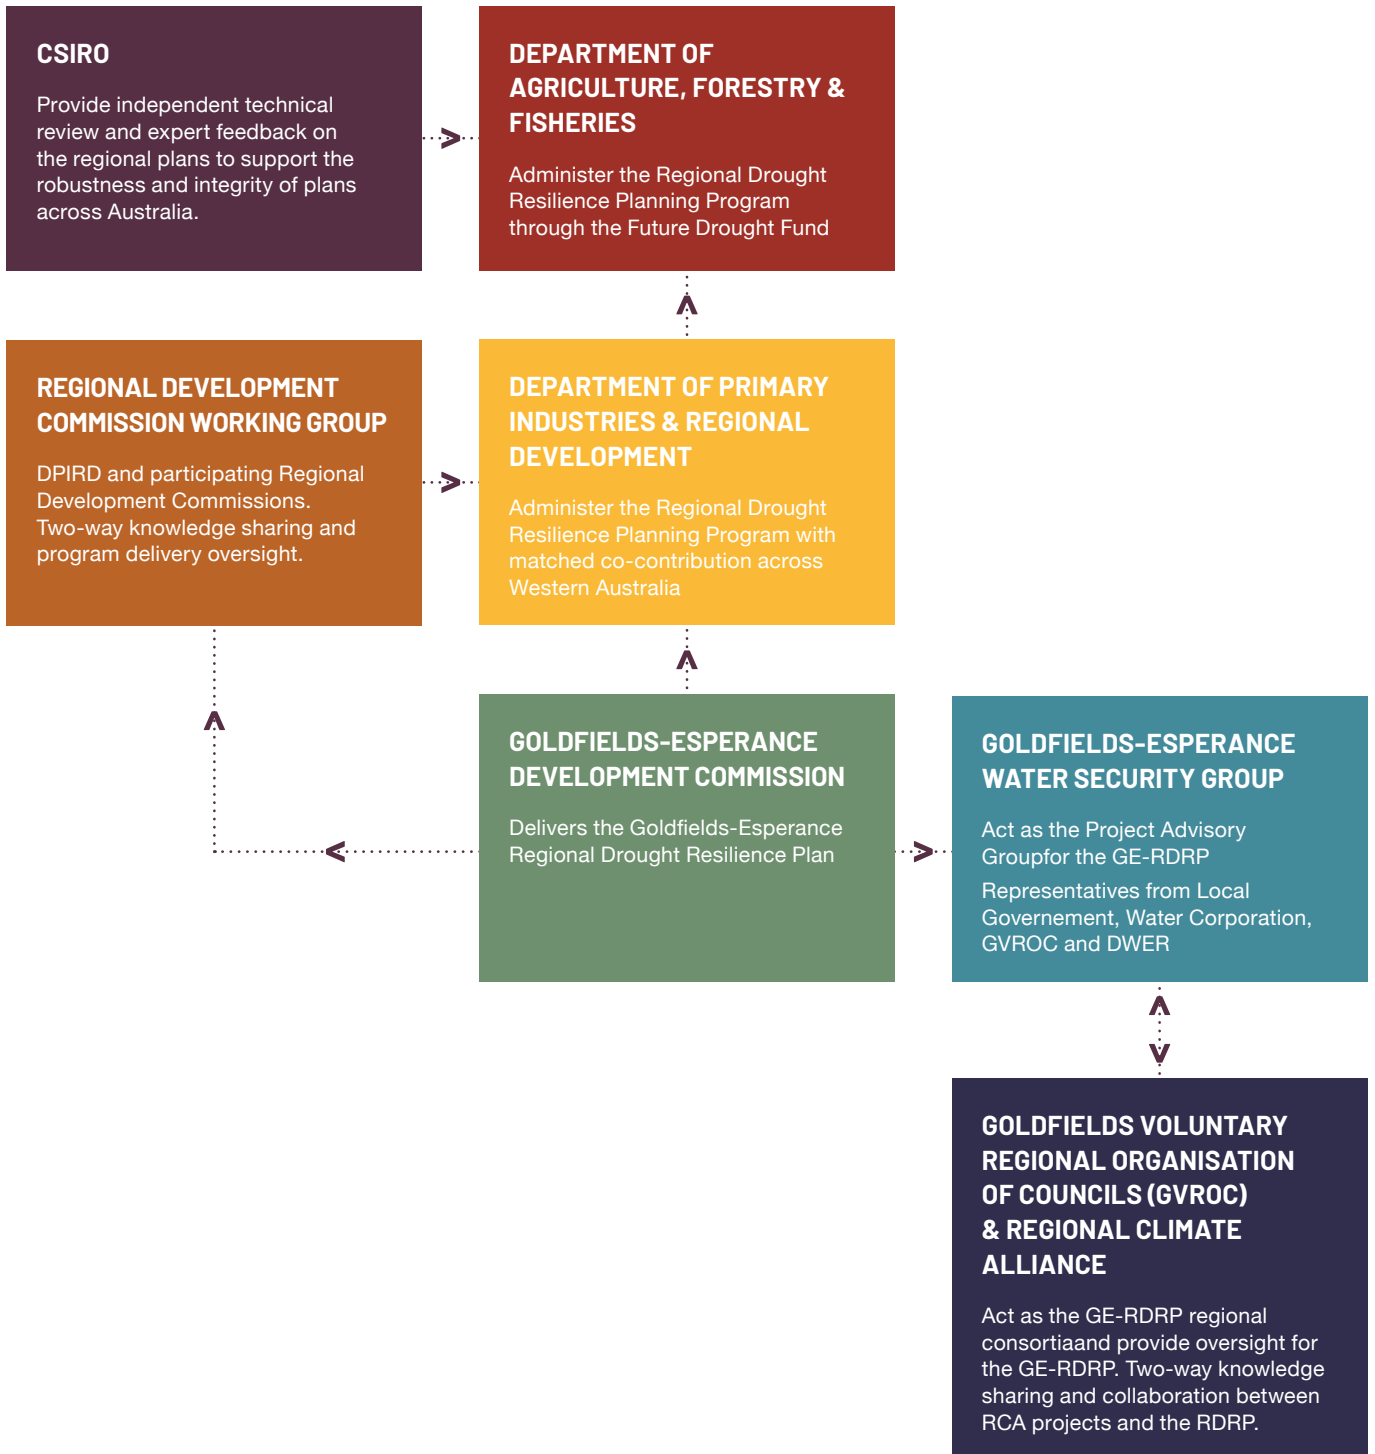 CSIRO
Provide independent technical
review and expert feedback on
the regional plans to support the
robustness and integrity of plans
across Australia.
DEPARTMENT OF
AGRICULTURE, FORESTRY &
FISHERIES
Administer the Regional Drought
Resilience Planning Program
through the Future Drought Fund
REGIONAL DEVELOPMENT
COMMISSION WORKING GROUP
DPIRD and participating Regional
Development Commissions.
Two-way knowledge sharing and
program delivery oversight.
DEPARTMENT OF PRIMARY
INDUSTRIES & REGIONAL
DEVELOPMENT
Administer the Regional Drought
Resilience Planning Program with
matched co-contribution across
Western Australia
GOLDFIELDS-ESPERANCE
DEVELOPMENT COMMISSION
Delivers the Goldfields-Esperance
Regional Drought Resilience Plan
GOLDFIELDS-ESPERANCE
WATER SECURITY GROUP
Act as the Project Advisory
Groupfor the GE-RDRP
Representatives from Local
Governement, Water Corporation,
GVROC and DWER
GOLDFIELDS VOLUNTARY
REGIONAL ORGANISATION
OF COUNCILS (GVROC)
& REGIONAL CLIMATE
ALLIANCE
Act as the GE-RDRP regional
consortiaand provide oversight for
the GE-RDRP. Two-way knowledge
sharing and collaboration between
RCA projects and the RDRP.